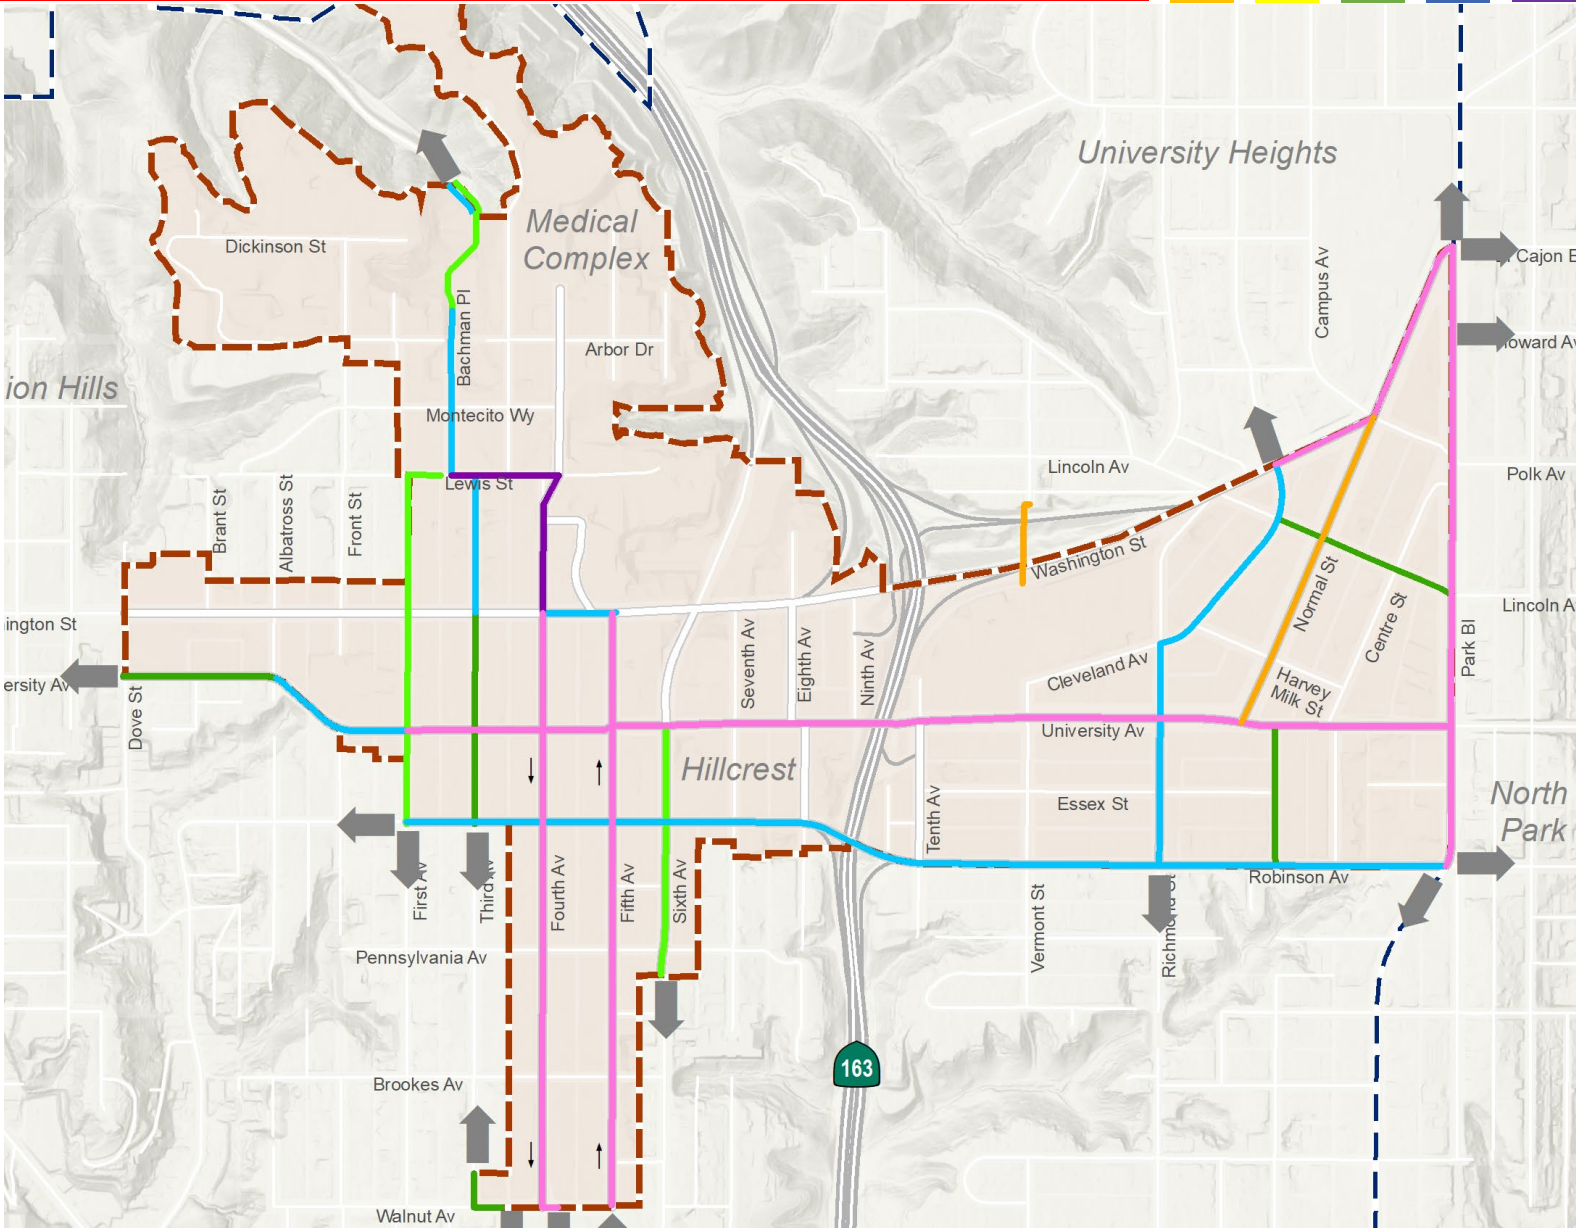 University Heights
Medical
Complex
Dickinson St
Campus Av
Cajon
Bachman Pl
Arbor Dr
oward Av
ion Hills
Montecito Wy
Lincoln Av
Polk Av
Lewis St
Brant St
Albatross St
Front St
Washington St
Normal St
Centre St
Lincoln A
ington St
Park Bl
Seventh Av
Eighth Av
Ninth Av
Cleveland Av
Harvey
Milk St
ersity Av
Dove St
University Av
Hillcrest
Essex St
North
Park
Tenth Av
First Av
Third Av
Fourth Av
Fifth Av
Sixth Av
Robinson Av
Vermont St
Richmond St
Pennsylvania Av
163
Brookes Av
Walnut Av